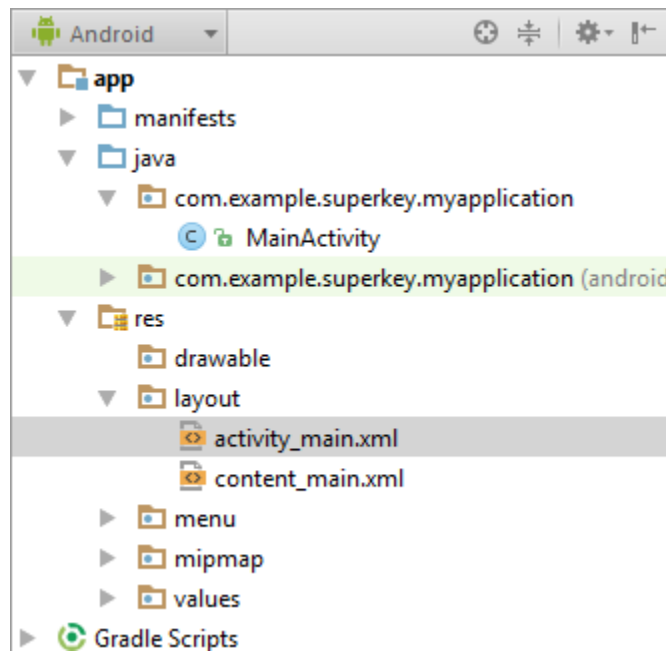 Android
app
manifests
java
com.example.superkey.myapplication
C MainActivity
com.example.superkey.myapplication (android
res
drawable
layout
activity_main.xml
content_main.xml
menu
mipmap
values
Gradle Scripts